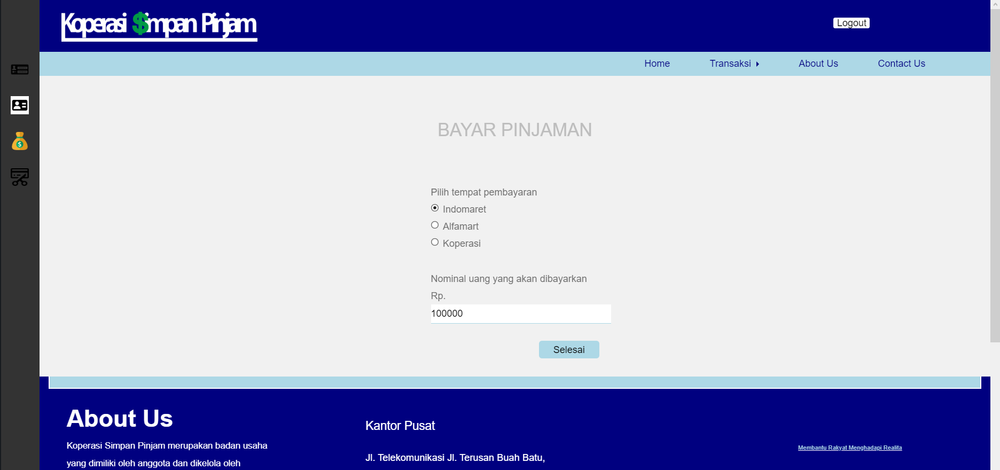 Koperasi $impan Pinjam
Logout
Home
Transaksi
About Us
Contact Us
BAYAR PINJAMAN
Pilih tempat pembayaran
Indomaret
Alfamart
Koperasi
Nominal uang yang akan dibayarkan
Rp.
100000
Selesai
About Us
Koperasi Simpan Pinjam merupakan badan usaha
yang dimiliki oleh anggota dan dikelola oleh
Kantor Pusat
Jl. Telekomunikasi Jl. Terusan Buah Batu,
Membantu Rakyat Menghadapi Realita